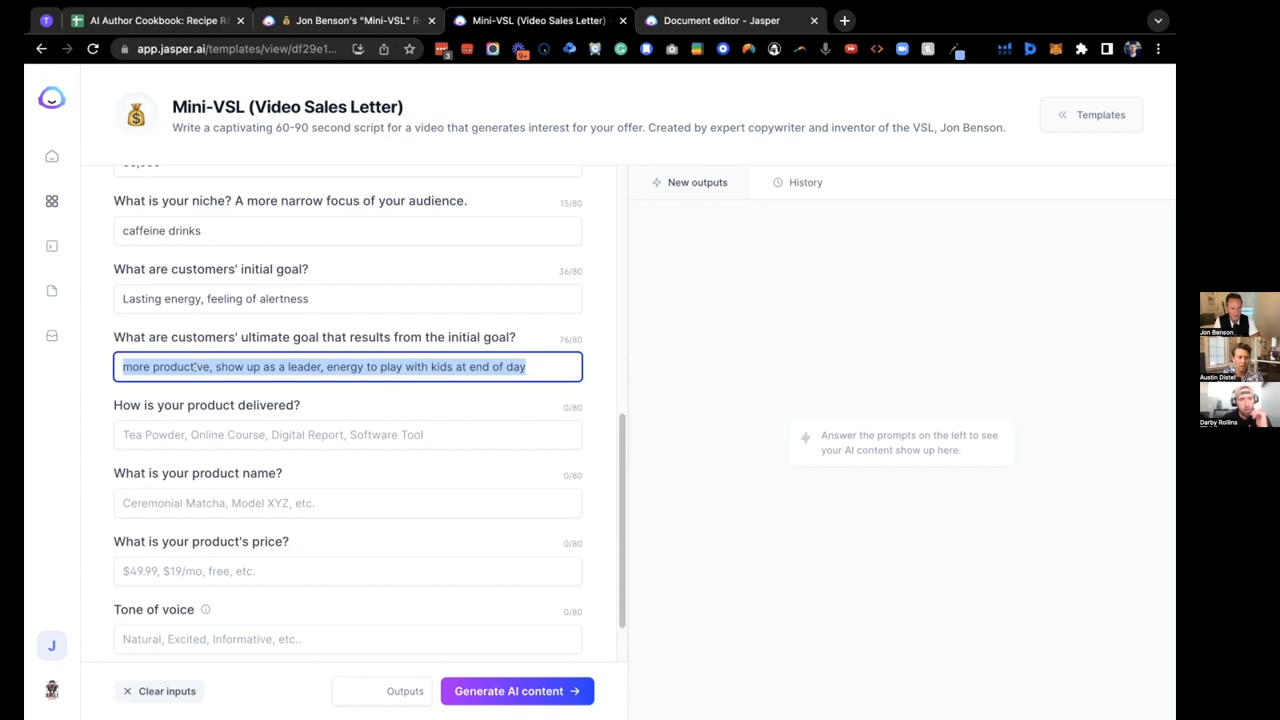 AI Author Cookbook: Recipe R
Jon Benson's "Mini-VSL" R
Mini-VSL (Video Sales Letter)
Document editor - Jasper
app.jasper.ai/templates/view/df29e1...
Mini-VSL (Video Sales Letter)
Write a captivating 60-90 second script for a video that generates interest for your offer. Created by expert copywriter and inventor of the VSL, Jon Benson.
Templates
What is your niche? A more narrow focus of your audience.
15/80
caffeine drinks
What are customers' initial goal?
36/80
Lasting energy, feeling of alertness
What are customers' ultimate goal that results from the initial goal?
76/80
more productive, show up as a leader, energy to play with kids at end of day
How is your product delivered?
0/80
Tea Powder, Online Course, Digital Report, Software Tool
What is your product name?
0/80
Ceremonial Matcha, Model XYZ, etc.
What is your product's price?
0/80
$49.99, $19/mo, free, etc.
Tone of voice
0/80
Natural, Excited, Informative, etc..
Clear inputs
Outputs
Generate AI content
New outputs
History
Answer the prompts on the left to see
your AI content show up here.
J
Jon Benson
Austin Distel
Darby Rollins